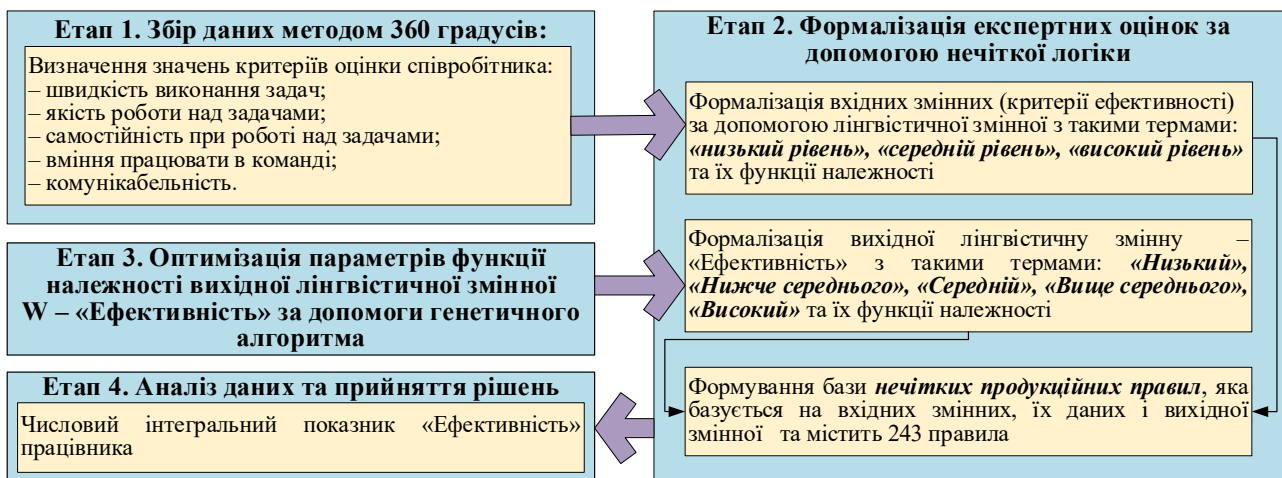 Етап 1. Збір даних методом 360 градусів:
Визначення значень критеріїв оцінки співробітника:
– швидкість виконання задач;
– якість роботи над задачами;
– самостійність при роботі над задачами;
– вміння працювати в команді;
– комунікабельність.
Етап 2. Формалізація експертних оцінок за
допомогою нечіткої логіки
Формалізація вхідних змінних (критерії ефективності)
за допомогою лінгвістичної змінної з такими термами:
«низький рівень», «середній рівень», «високий рівень»
та їх функції належності
Формалізація вихідної лінгвістичну змінну –
«Ефективність» з такими термами: «Низький»,
«Нижче середнього», «Середній», «Вище середнього»,
«Високий» та їх функції належності
Формування бази нечітких продукційних правил, яка
базується на вхідних змінних, їх даних і вихідної
змінної та містить 243 правила
Етап 3. Оптимізація параметрів функції
належності вихідної лінгвістичної змінної
W – «Ефективність» за допомоги генетичного
алгоритма
Етап 4. Аналіз даних та прийняття рішень
Числовий інтегральний показник «Ефективність»
працівника